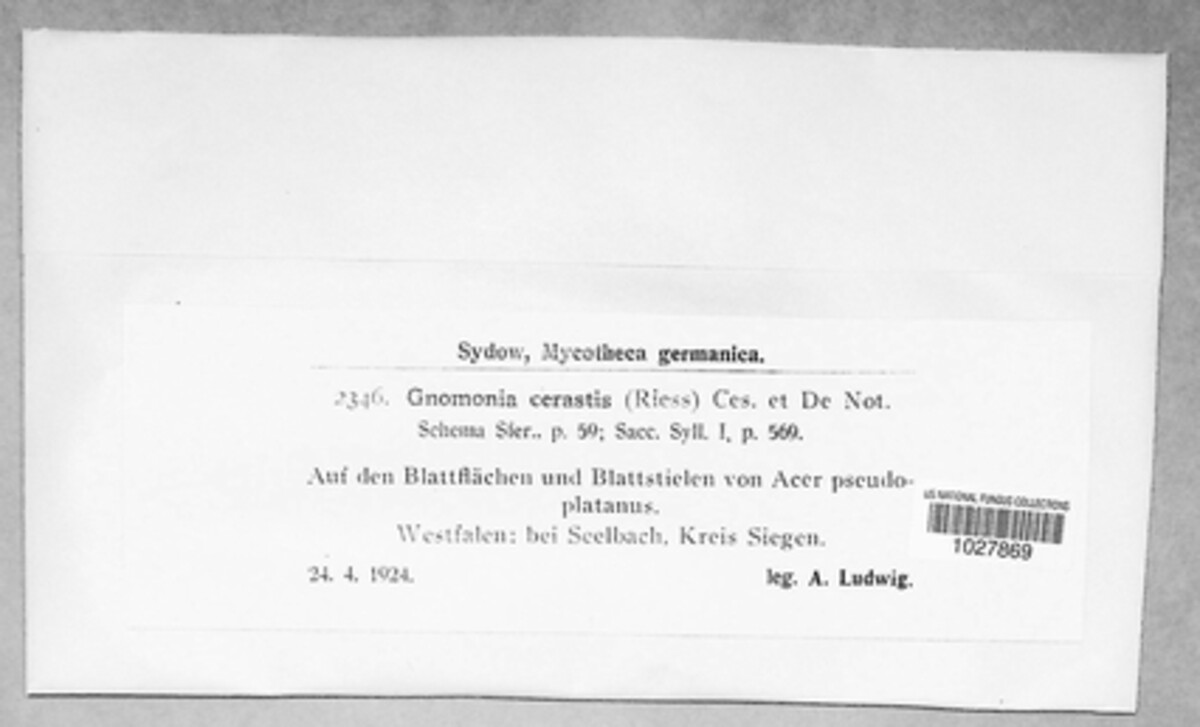 Sydow, Mycotheca germanica.
2346. Gnomonia cerastis (Riess) Ces. et De Not.
Schema Sfer., p. 59; Sacc. Syll. I, p. 569.
Auf den Blattflächen und Blattstielen von Acer pseudo-
platanus.
Westfalen: bei Seelbach, Kreis Siegen.
24. 4. 1924.
leg. A. Ludwig.
US NATIONAL FUNGUS COLLECTIONS
1027869